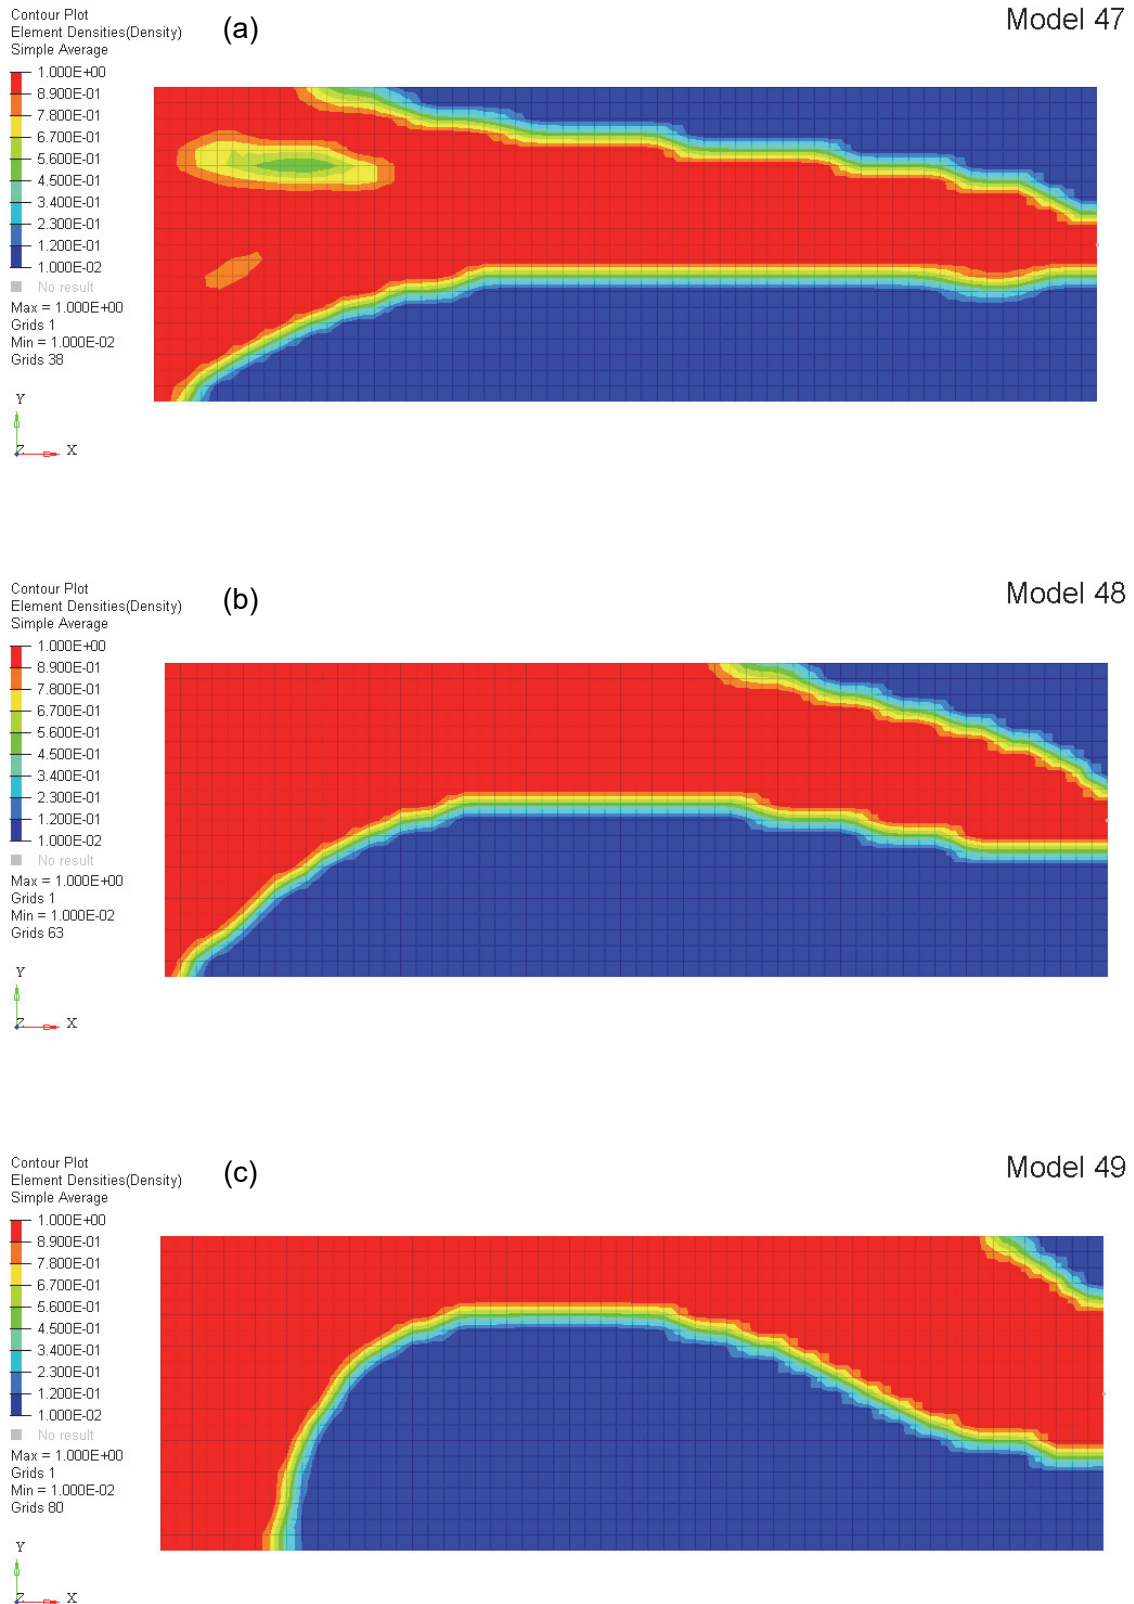 Contour Plot
Element Densities(Density)
Simple Average
(a)
Model 47
1.000E+00
8.900E-01
7.800E-01
6.700E-01
5.600E-01
4.500E-01
3.400E-01
2.300E-01
1.200E-01
1.000E-02
No result
Max = 1.000E+00
Grids 1
Min = 1.000E-02
Grids 38
Y
Z
X
Contour Plot
Element Densities(Density)
Simple Average
(b)
Model 48
1.000E+00
8.900E-01
7.800E-01
6.700E-01
5.600E-01
4.500E-01
3.400E-01
2.300E-01
1.200E-01
1.000E-02
No result
Max = 1.000E+00
Grids 1
Min = 1.000E-02
Grids 63
Y
Z
X
Contour Plot
Element Densities(Density)
Simple Average
(c)
Model 49
1.000E+00
8.900E-01
7.800E-01
6.700E-01
5.600E-01
4.500E-01
3.400E-01
2.300E-01
1.200E-01
1.000E-02
No result
Max = 1.000E+00
Grids 1
Min = 1.000E-02
Grids 80
Y
Z
X